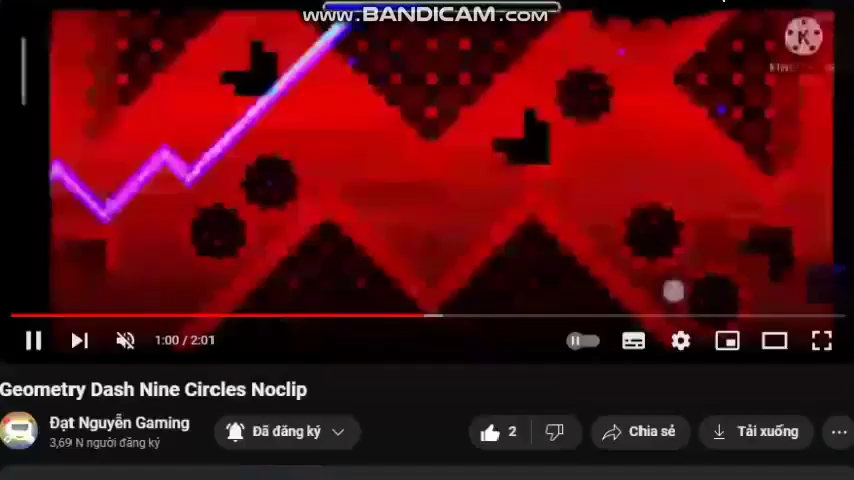 www.BANDICAM.com
K
1:00 / 2:01
Geometry Dash Nine Circles Noclip
Đạt Nguyễn Gaming
3,69 N người đăng ký
Đã đăng ký
2
Chia sẻ
Tải xuống